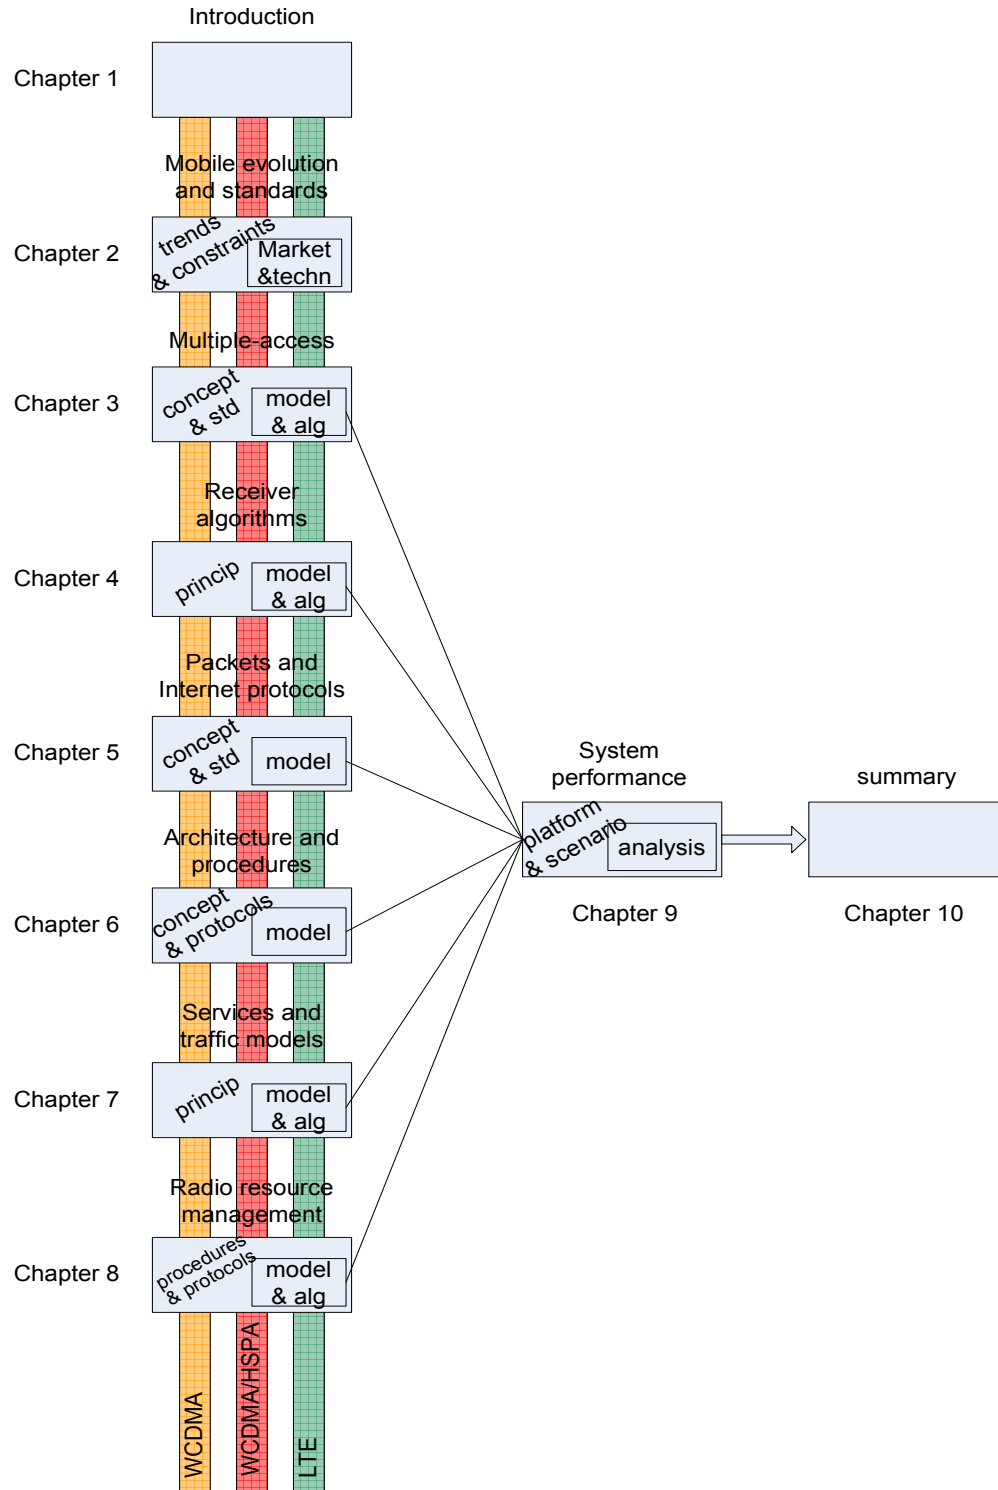 Introduction
Chapter 1
Mobile evolution
and standards
Chapter 2
trends
& constraints
Market
&techn
Multiple-access
Chapter 3
concept
& std
model
& alg
Receiver
algorithms
Chapter 4
princip
model
& alg
Packets and
Internet protocols
Chapter 5
concept
& std
model
System
performance
platform
& scenario
analysis
Chapter 9
summary
Chapter 10
Architecture and
procedures
Chapter 6
concept
& protocols
model
Services and
traffic models
Chapter 7
princip
model
& alg
Radio resource
management
Chapter 8
procedures
& protocols
model
& alg
WCDMA
WCDMA/HSPA
LTE